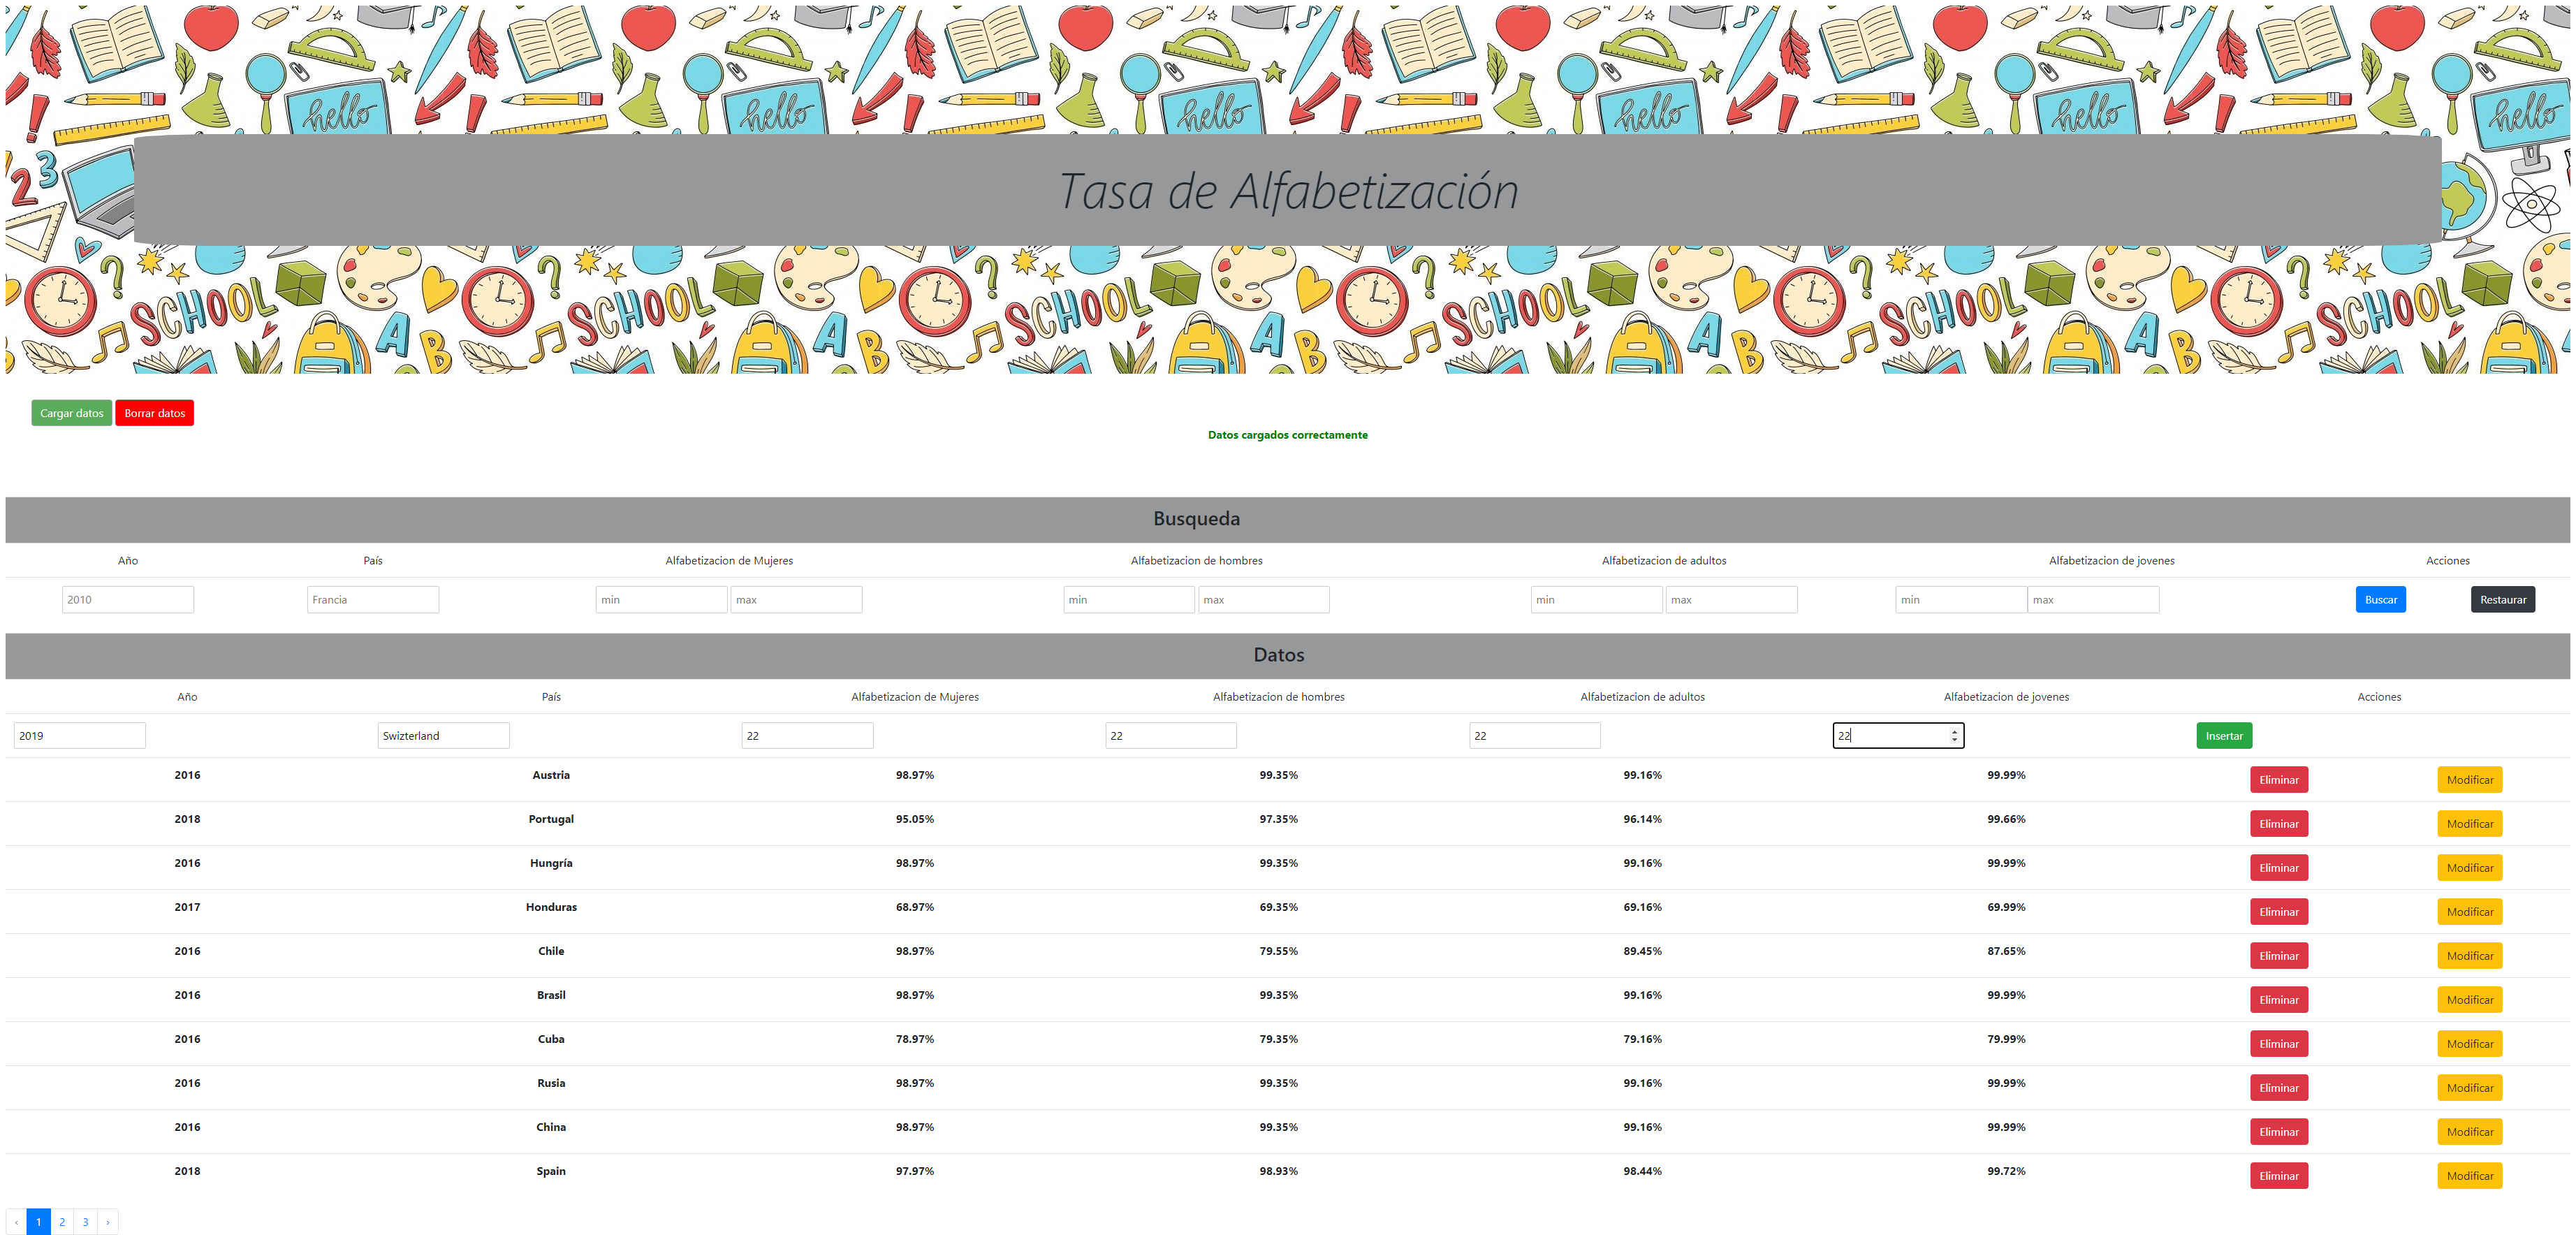 hello hello hello hello hello hello
2 3
Tasa de Alfabetización
? ? ? ? ? ?
SCHOOL SCHOOL SCHOOL SCHOOL SCHOOL SCHOOL
A B A B A B A B A B A
Cargar datos Borrar datos
Datos cargados correctamente
Busqueda
Año País Alfabetizacion de Mujeres Alfabetizacion de hombres Alfabetizacion de adultos Alfabetizacion de jovenes Acciones
2010 Francia min max min max min max min max Buscar Restaurar
Datos
Año País Alfabetizacion de Mujeres Alfabetizacion de hombres Alfabetizacion de adultos Alfabetizacion de jovenes Acciones
2019 Swizterland 22 22 22 22 Insertar
2016 Austria 98.97% 99.35% 99.16% 99.99% Eliminar Modificar
2018 Portugal 95.05% 97.35% 96.14% 99.66% Eliminar Modificar
2016 Hungría 98.97% 99.35% 99.16% 99.99% Eliminar Modificar
2017 Honduras 68.97% 69.35% 69.16% 69.99% Eliminar Modificar
2016 Chile 98.97% 79.55% 89.45% 87.65% Eliminar Modificar
2016 Brasil 98.97% 99.35% 99.16% 99.99% Eliminar Modificar
2016 Cuba 78.97% 79.35% 79.16% 79.99% Eliminar Modificar
2016 Rusia 98.97% 99.35% 99.16% 99.99% Eliminar Modificar
2016 China 98.97% 99.35% 99.16% 99.99% Eliminar Modificar
2018 Spain 97.97% 98.93% 98.44% 99.72% Eliminar Modificar
‹ 1 2 3 ›